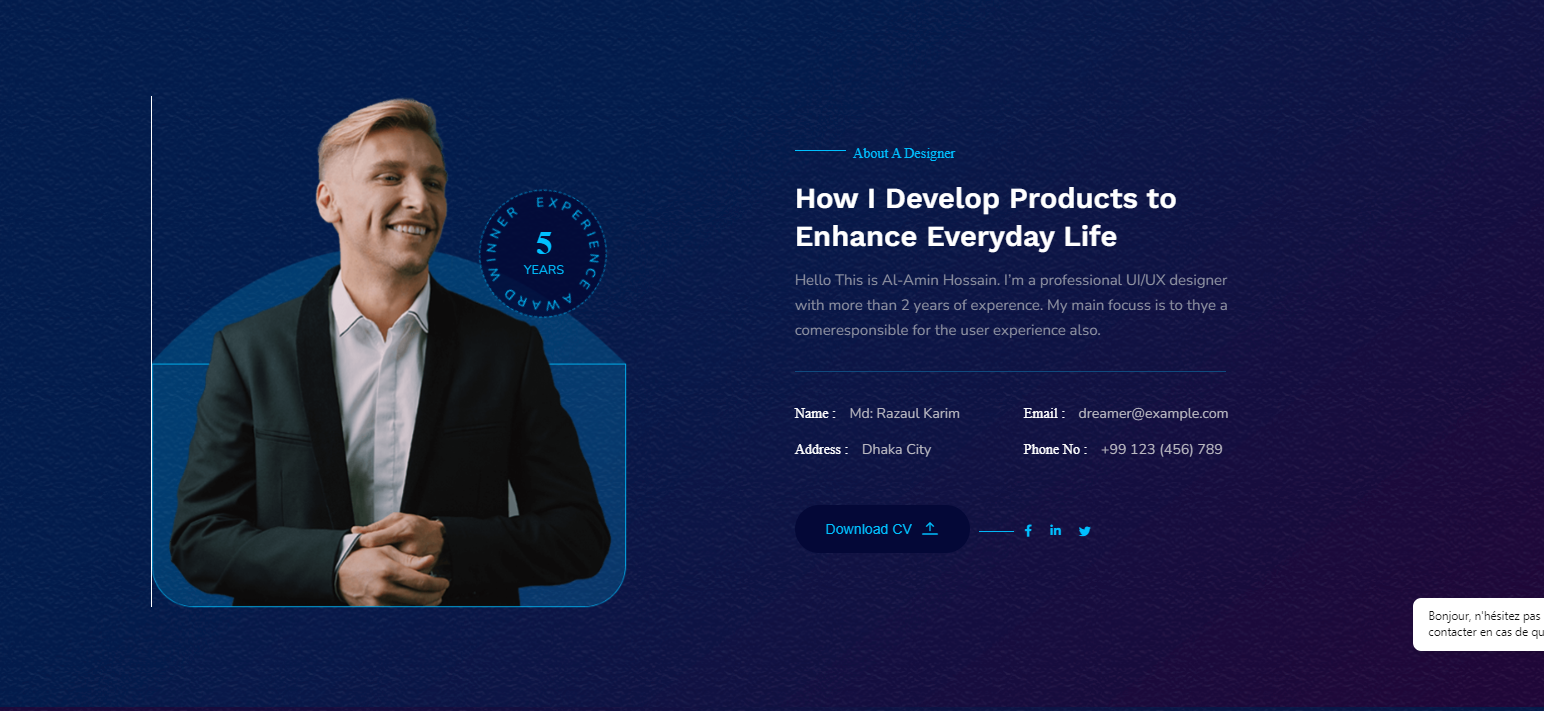 About A Designer
How I Develop Products to
Enhance Everyday Life
Hello This is Al-Amin Hossain. I'm a professional UI/UX designer
with more than 2 years of experence. My main focuss is to thye a
comeresponsible for the user experience also.
WINNER EXPERIENCE AWARD
5
YEARS
Name : Md: Razaul Karim Email : dreamer@example.com
Address : Dhaka City Phone No : +99 123 (456) 789
Download CV
Bonjour, n'hésitez pas
contacter en cas de qu